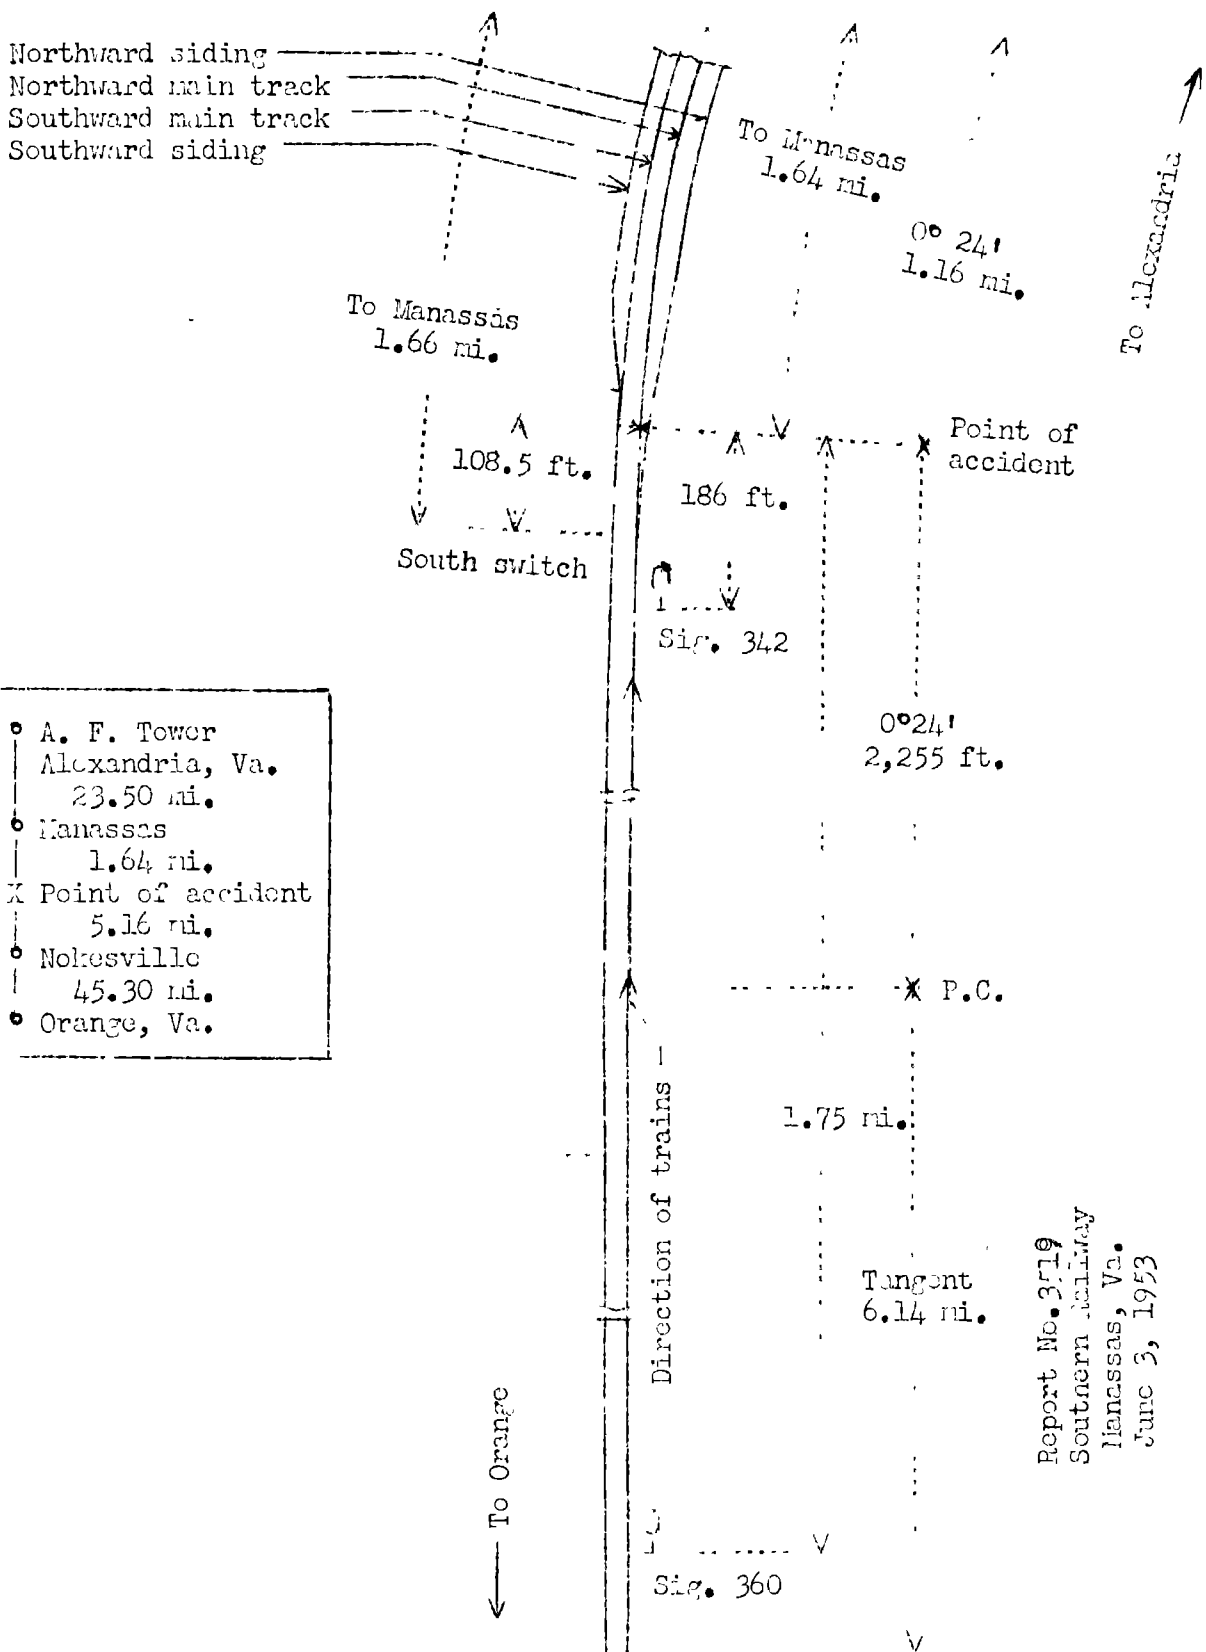 Northward siding
Northward main track
Southward main track
Southward siding
To Manassas
1.64 mi.
0° 24'
1.16 mi.
To Alexandria
To Manassas
1.66 mi.
Point of
accident
108.5 ft.
186 ft.
South switch
Sig. 342
A. F. Tower
Alexandria, Va.
23.50 mi.
Manassas
1.64 mi.
X Point of accident
5.16 mi.
Nokesville
45.30 mi.
Orange, Va.
0°24'
2,255 ft.
P.C.
1.75 mi.
Direction of trains
Tangent
6.14 mi.
Report No. 3519
Southern Railway
Manassas, Va.
June 3, 1953
To Orange
Sig. 360